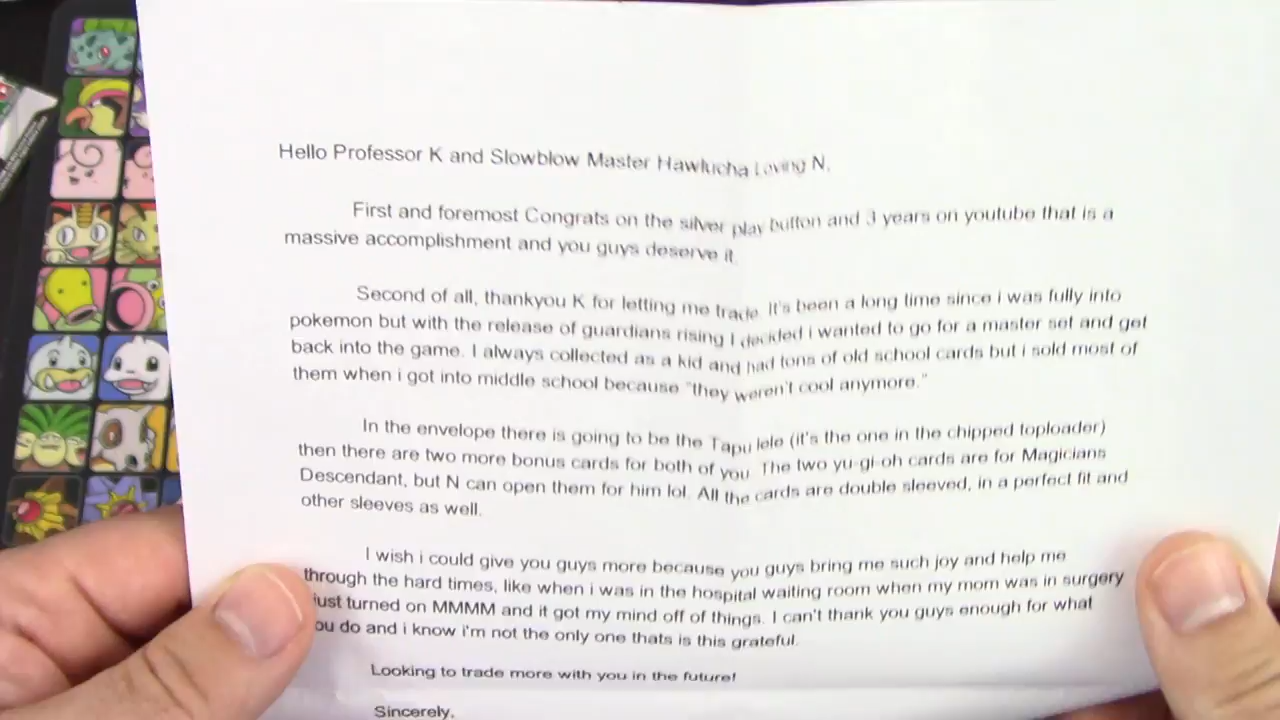 Hello Professor K and Slowblow Master Hawlucha Loving N,
First and foremost Congrats on the silver play button and 3 years on youtube that is a
massive accomplishment and you guys deserve it.
Second of all, thankyou K for letting me trade. It's been a long time since i was fully into
pokemon but with the release of guardians rising I decided i wanted to go for a master set and get
back into the game. I always collected as a kid and had tons of old school cards but i sold most of
them when i got into middle school because "they weren't cool anymore."
In the envelope there is going to be the Tapu lele (it's the one in the chipped toploader)
then there are two more bonus cards for both of you. The two yu-gi-oh cards are for Magicians
Descendant, but N can open them for him lol. All the cards are double sleeved, in a perfect fit and
other sleeves as well.
I wish i could give you guys more because you guys bring me such joy and help me
through the hard times, like when i was in the hospital waiting room when my mom was in surgery
just turned on MMMM and it got my mind off of things. I can't thank you guys enough for what
ou do and i know i'm not the only one thats is this grateful.
Looking to trade more with you in the future!
Sincerely,